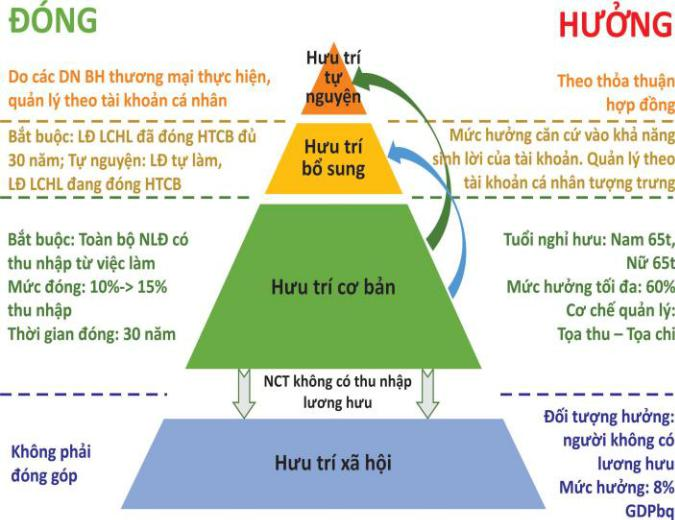 ĐÓNG
HƯỞNG
Hưu trí
tự
nguyện
Do các DN BH thương mại thực hiện,
quản lý theo tài khoản cá nhân
Theo thỏa thuận
hợp đồng
Bắt buộc: LĐ LCHL đã đóng HTCB đủ
30 năm; Tự nguyện: LĐ tự làm,
LĐ LCHL đang đóng HTCB
Hưu trí
bổ sung
Mức hưởng căn cứ vào khả năng
sinh lời của tài khoản. Quản lý theo
tài khoản cá nhân tượng trưng
Bắt buộc: Toàn bộ NLĐ có
thu nhập từ việc làm
Mức đóng: 10%-> 15%
thu nhập
Thời gian đóng: 30 năm
Hưu trí cơ bản
Tuổi nghỉ hưu: Nam 65t,
Nữ 65t
Mức hưởng tối đa: 60%
Cơ chế quản lý:
Tọa thu – Tọa chi
NCT không có thu nhập
lương hưu
Không phải
đóng góp
Hưu trí xã hội
Đối tượng hưởng:
người không có
lương hưu
Mức hưởng: 8%
GDPbq